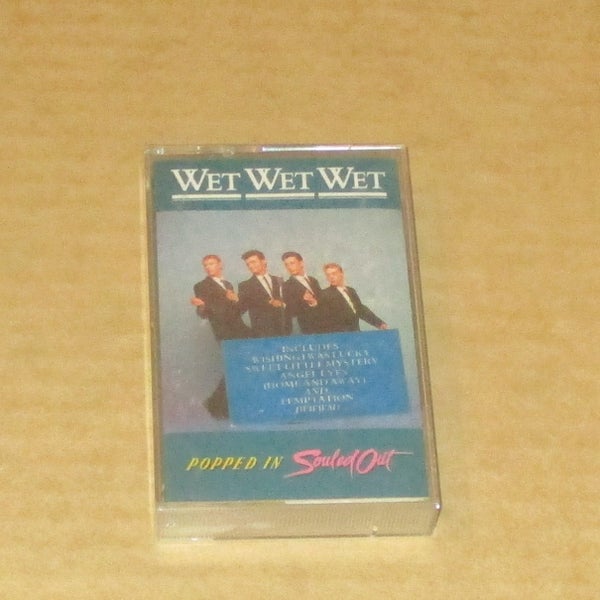 WET WET WET
INCLUDES
WISHING I WAS LUCKY
SWEET LITTLE MYSTERY
ANGEL EYES
(HOME AND AWAY)
AND
TEMPTATION
POPPED IN Souled Out